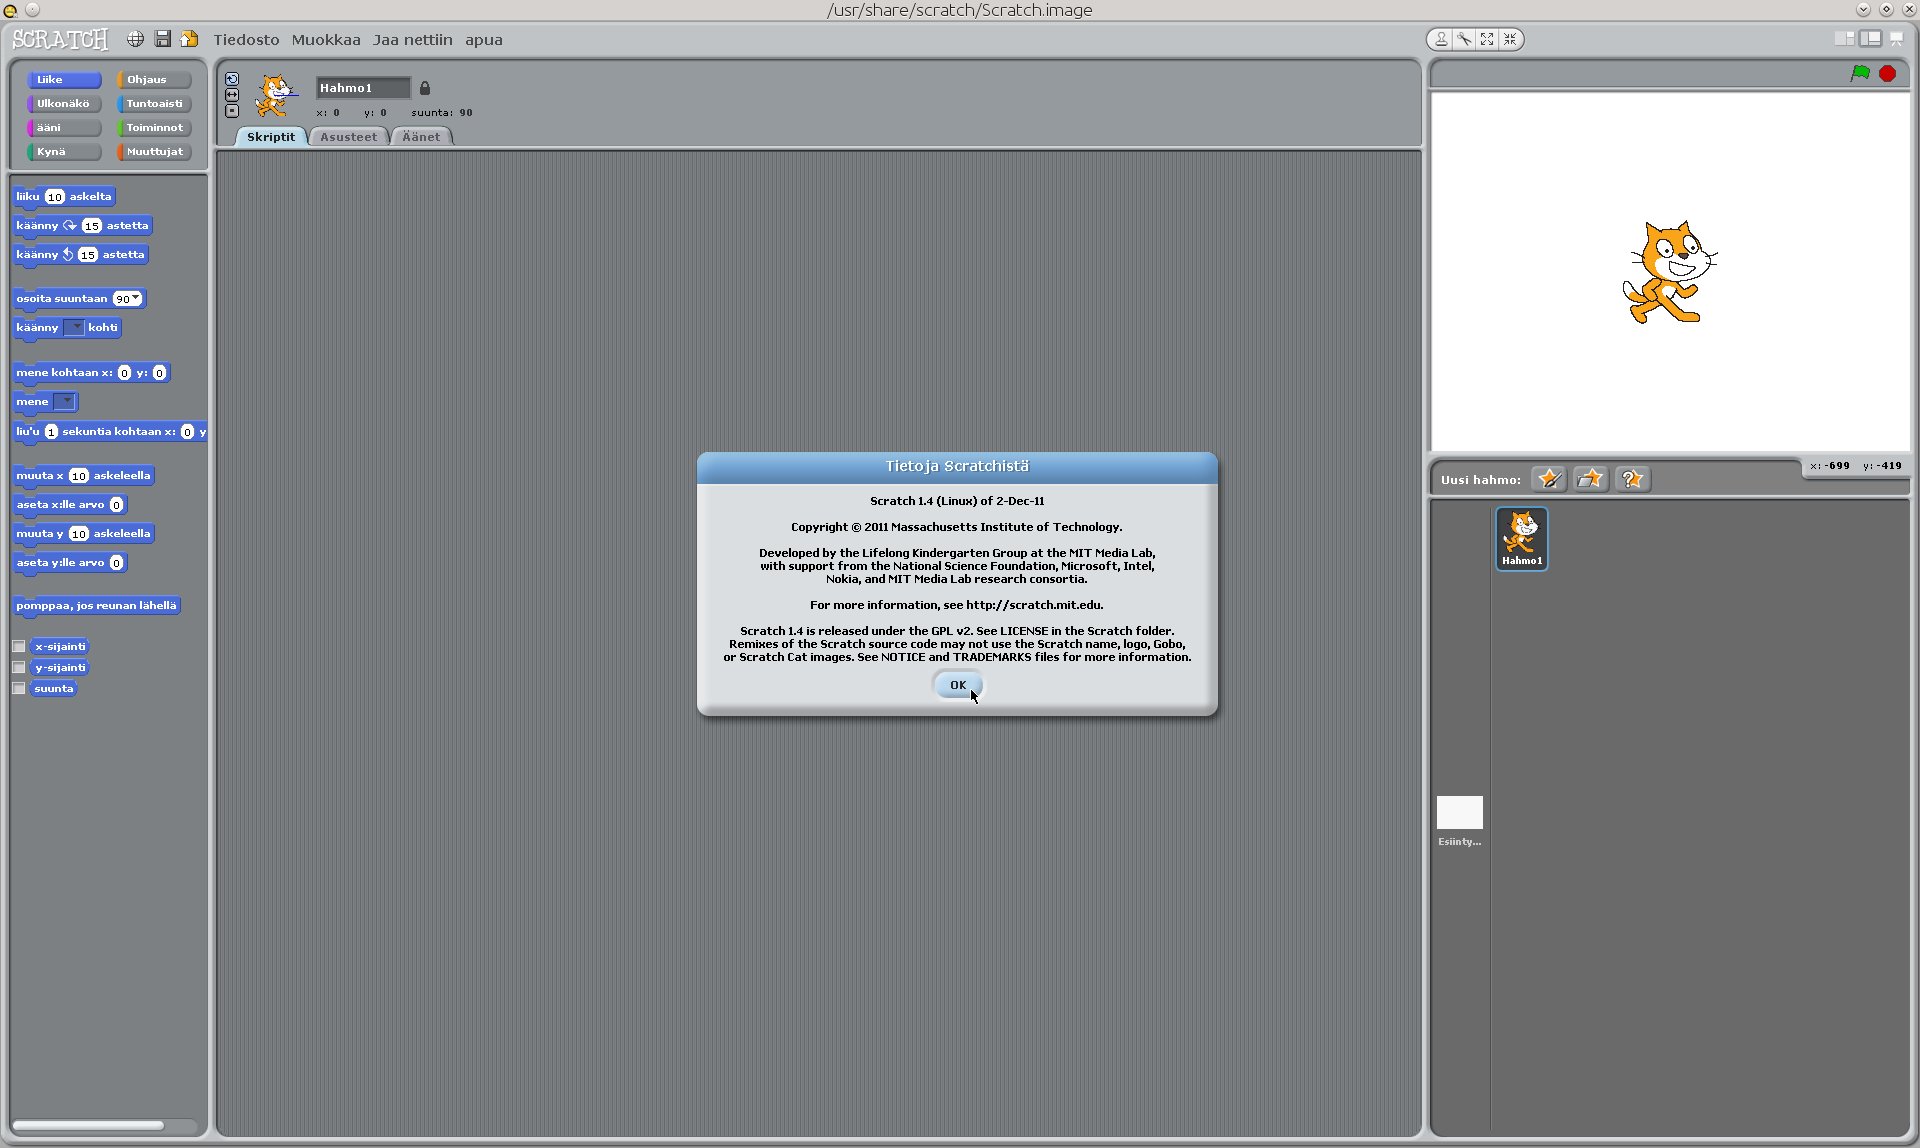 /usr/share/scratch/Scratch.image
SCRATCH Tiedosto Muokkaa Jaa nettiin apua
Liike Ohjaus
Ulkonäkö Tuntoaisti
ääni Toiminnot
Kynä Muuttujat
liiku 10 askelta
käänny 15 astetta
käänny 15 astetta
osoita suuntaan 90
käänny kohti
mene kohtaan x: 0 y: 0
mene
liu'u 1 sekuntia kohtaan x: 0 y
muuta x 10 askeleella
aseta x:lle arvo 0
muuta y 10 askeleella
aseta y:lle arvo 0
pomppaa, jos reunan lähellä
x-sijainti
y-sijainti
suunta
Hahmo1
x: 0 y: 0 suunta: 90
Skriptit Asusteet Äänet
Tietoja Scratchistä
Scratch 1.4 (Linux) of 2-Dec-11
Copyright © 2011 Massachusetts Institute of Technology.
Developed by the Lifelong Kindergarten Group at the MIT Media Lab,
with support from the National Science Foundation, Microsoft, Intel,
Nokia, and MIT Media Lab research consortia.
For more information, see http://scratch.mit.edu.
Scratch 1.4 is released under the GPL v2. See LICENSE in the Scratch folder.
Remixes of the Scratch source code may not use the Scratch name, logo, Gobo,
or Scratch Cat images. See NOTICE and TRADEMARKS files for more information.
OK
x: -699 y: -419
Uusi hahmo:
Hahmo1
Esiinty...